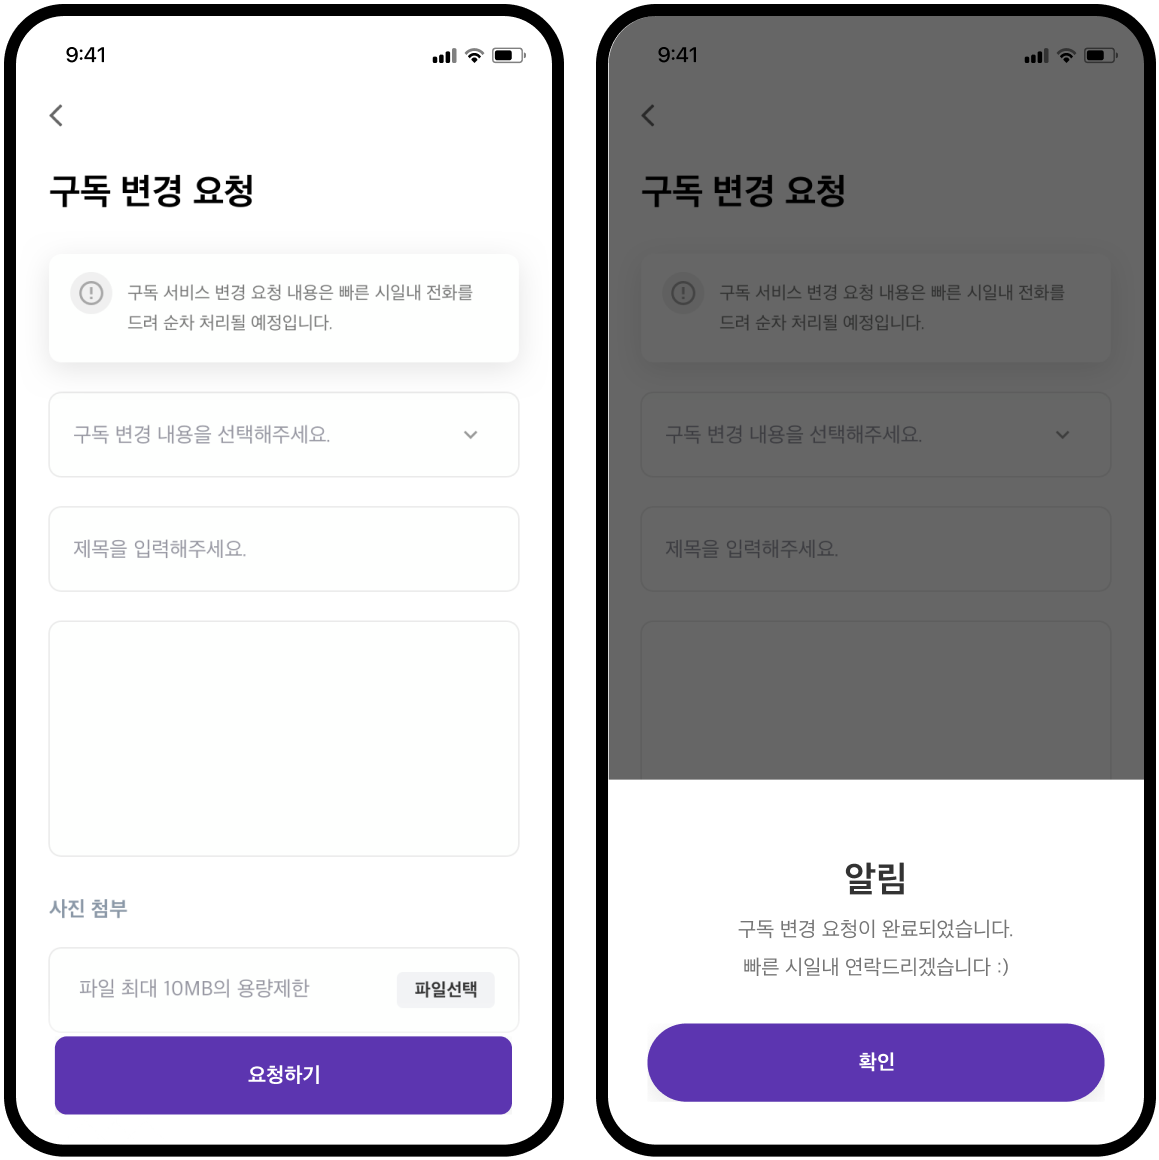 9:41
구독 변경 요청
구독 서비스 변경 요청 내용은 빠른 시일내 전화를
드려 순차 처리될 예정입니다.
구독 변경 내용을 선택해주세요.
제목을 입력해주세요.
사진 첨부
파일 최대 10MB의 용량제한
파일선택
요청하기
9:41
구독 변경 요청
구독 서비스 변경 요청 내용은 빠른 시일내 전화를
드려 순차 처리될 예정입니다.
구독 변경 내용을 선택해주세요.
제목을 입력해주세요.
알림
구독 변경 요청이 완료되었습니다.
빠른 시일내 연락드리겠습니다 :)
확인